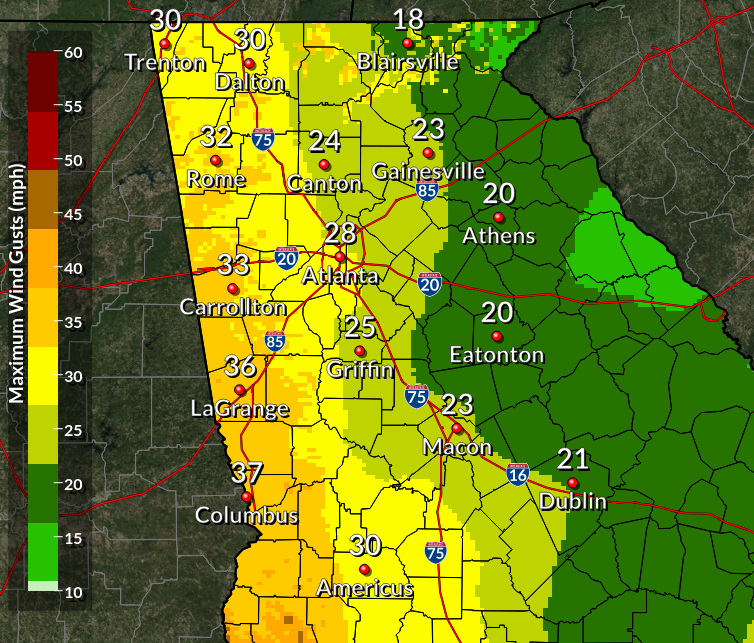 30
Trenton
30
Dalton
18
Blairsville
32
Rome
24
Canton
23
Gainesville
20
Athens
28
Atlanta
33
Carrollton
25
Griffin
20
Eatonton
36
LaGrange
23
Macon
37
Columbus
21
Dublin
30
Americus
75
85
20
20
85
75
16
75
Maximum Wind Gusts (mph)
60
55
50
45
40
35
30
25
20
15
10